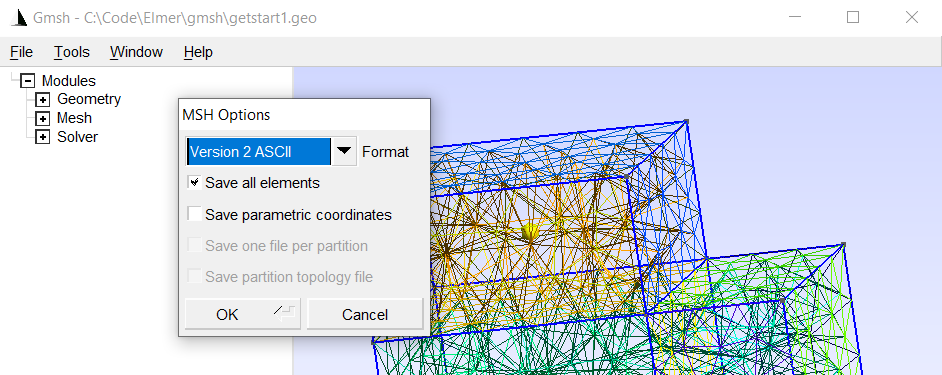 Gmsh - C:\Code\Elmer\gmsh\getstart1.geo
File Tools Window Help
Modules
Geometry
Mesh
Solver
MSH Options
Version 2 ASCII Format
Save all elements
Save parametric coordinates
Save one file per partition
Save partition topology file
OK Cancel